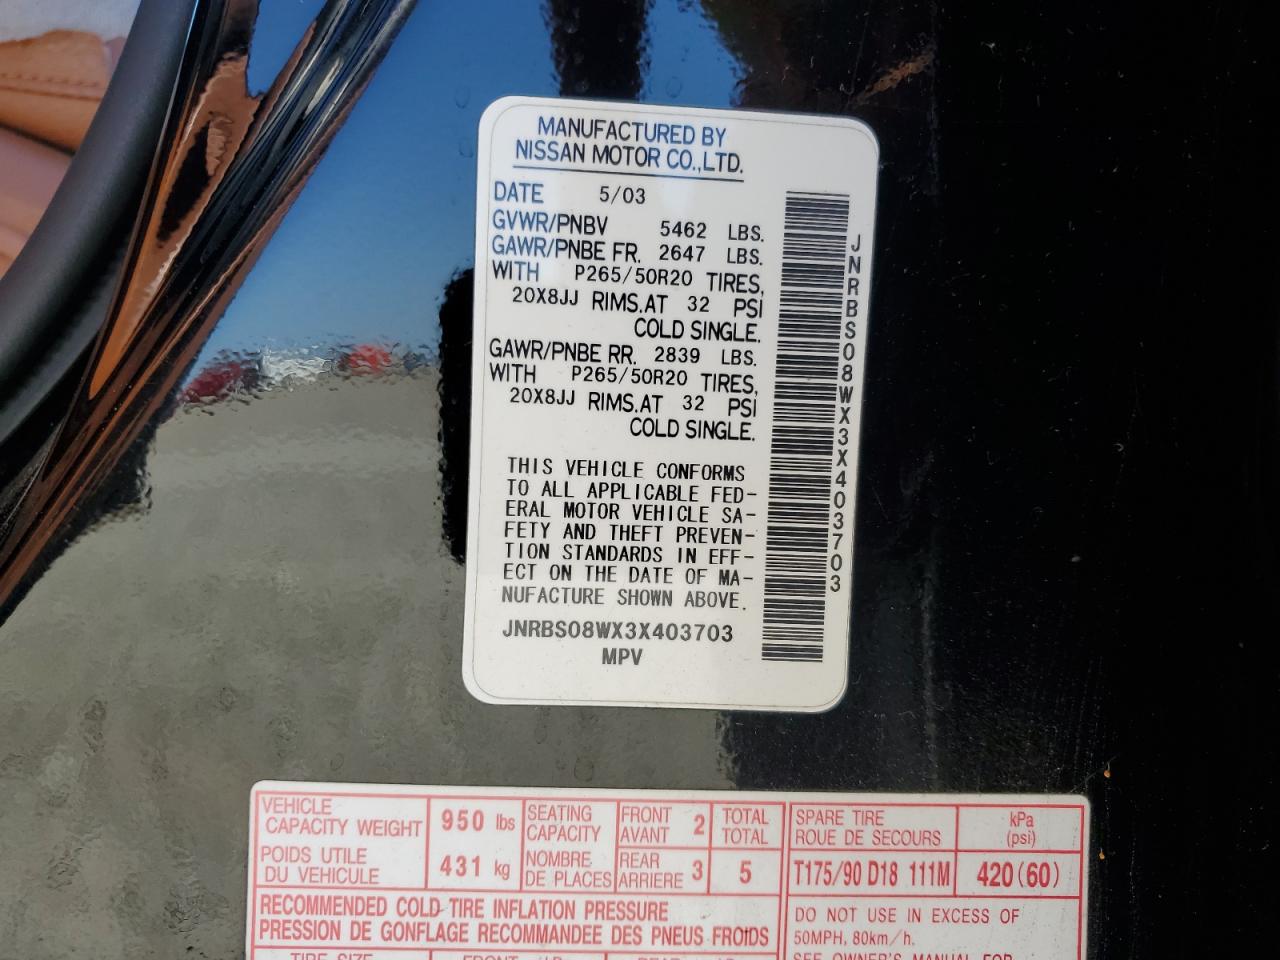 MANUFACTURED BY
NISSAN MOTOR CO.,LTD.
DATE 5/03
GVWR/PNBV 5462 LBS.
GAWR/PNBE FR. 2647 LBS.
WITH P265/50R20 TIRES,
20X8JJ RIMS.AT 32 PSI
COLD SINGLE.
GAWR/PNBE RR. 2839 LBS.
WITH P265/50R20 TIRES,
20X8JJ RIMS.AT 32 PSI
COLD SINGLE.
THIS VEHICLE CONFORMS
TO ALL APPLICABLE FED-
ERAL MOTOR VEHICLE SA-
FETY AND THEFT PREVEN-
TION STANDARDS IN EFF-
ECT ON THE DATE OF MA-
NUFACTURE SHOWN ABOVE.
JNRBS08WX3X403703
MPV
JNRBS08WX3X403703
VEHICLE
CAPACITY WEIGHT
POIDS UTILE
DU VEHICULE
950 lbs
431 kg
SEATING
CAPACITY
NOMBRE
DE PLACES
FRONT
AVANT 2
REAR
ARRIERE 3
TOTAL
TOTAL
5
SPARE TIRE
ROUE DE SECOURS
kPa
(psi)
T175/90 D18 111M
420(60)
RECOMMENDED COLD TIRE INFLATION PRESSURE
PRESSION DE GONFLAGE RECOMMANDEE DES PNEUS FROIDS
DO NOT USE IN EXCESS OF
50MPH, 80km/h.
SEE OWNER'S MANUAL FOR
TIRE SIZE
FRONT